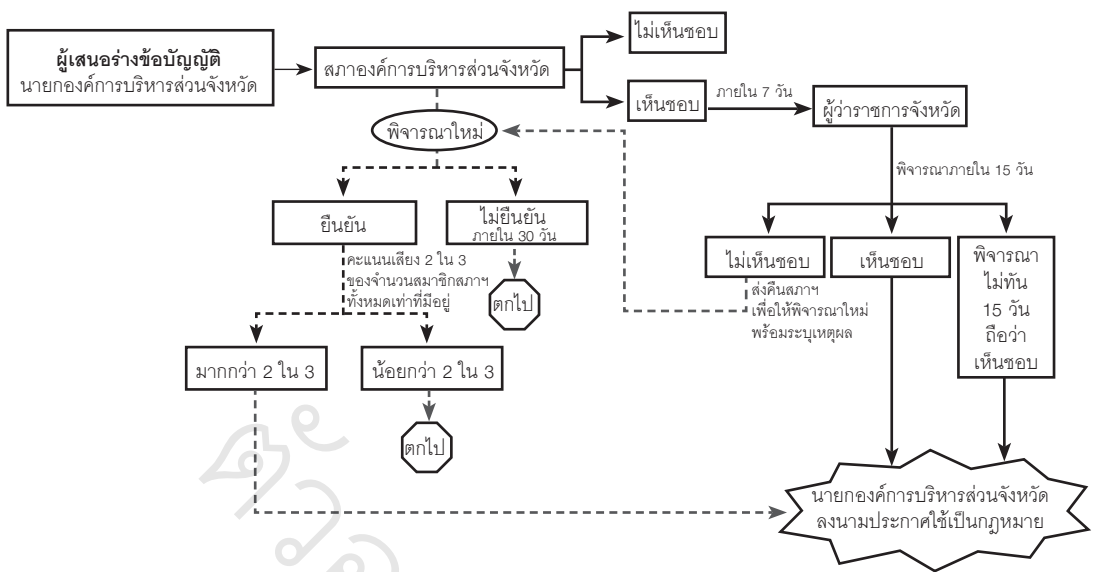 ผู้เสนอร่างข้อบัญญัติ
นายกองค์การบริหารส่วนจังหวัด
สภาองค์การบริหารส่วนจังหวัด
ไม่เห็นชอบ
เห็นชอบ
ภายใน 7 วัน
ผู้ว่าราชการจังหวัด
พิจารณาใหม่
พิจารณาภายใน 15 วัน
ยืนยัน
ไม่ยืนยัน
ภายใน 30 วัน
คะแนนเสียง 2 ใน 3
ของจำนวนสมาชิกสภาฯ
ทั้งหมดเท่าที่มีอยู่
ตกไป
ไม่เห็นชอบ
ส่งคืนสภาฯ
เพื่อให้พิจารณาใหม่
พร้อมระบุเหตุผล
เห็นชอบ
พิจารณา
ไม่ทัน
15 วัน
ถือว่า
เห็นชอบ
มากกว่า 2 ใน 3
น้อยกว่า 2 ใน 3
ตกไป
นายกองค์การบริหารส่วนจังหวัด
ลงนามประกาศใช้เป็นกฎหมาย